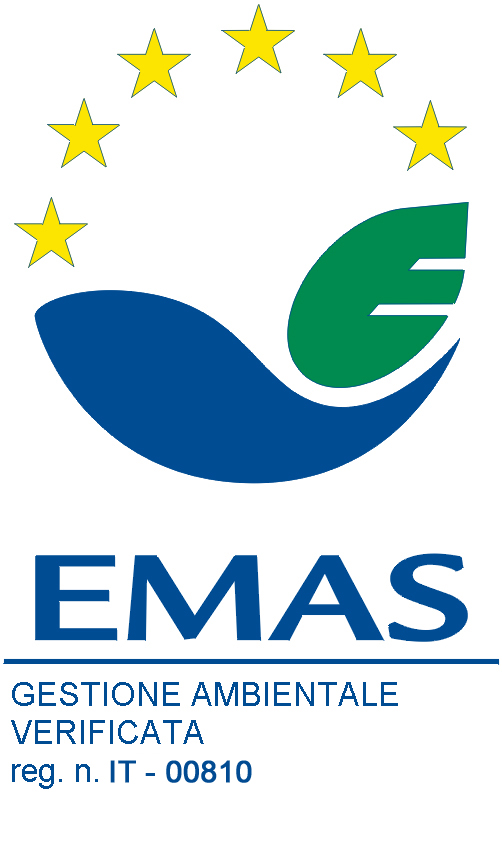 EMAS
GESTIONE AMBIENTALE
VERIFICATA
reg. n. IT - 00810